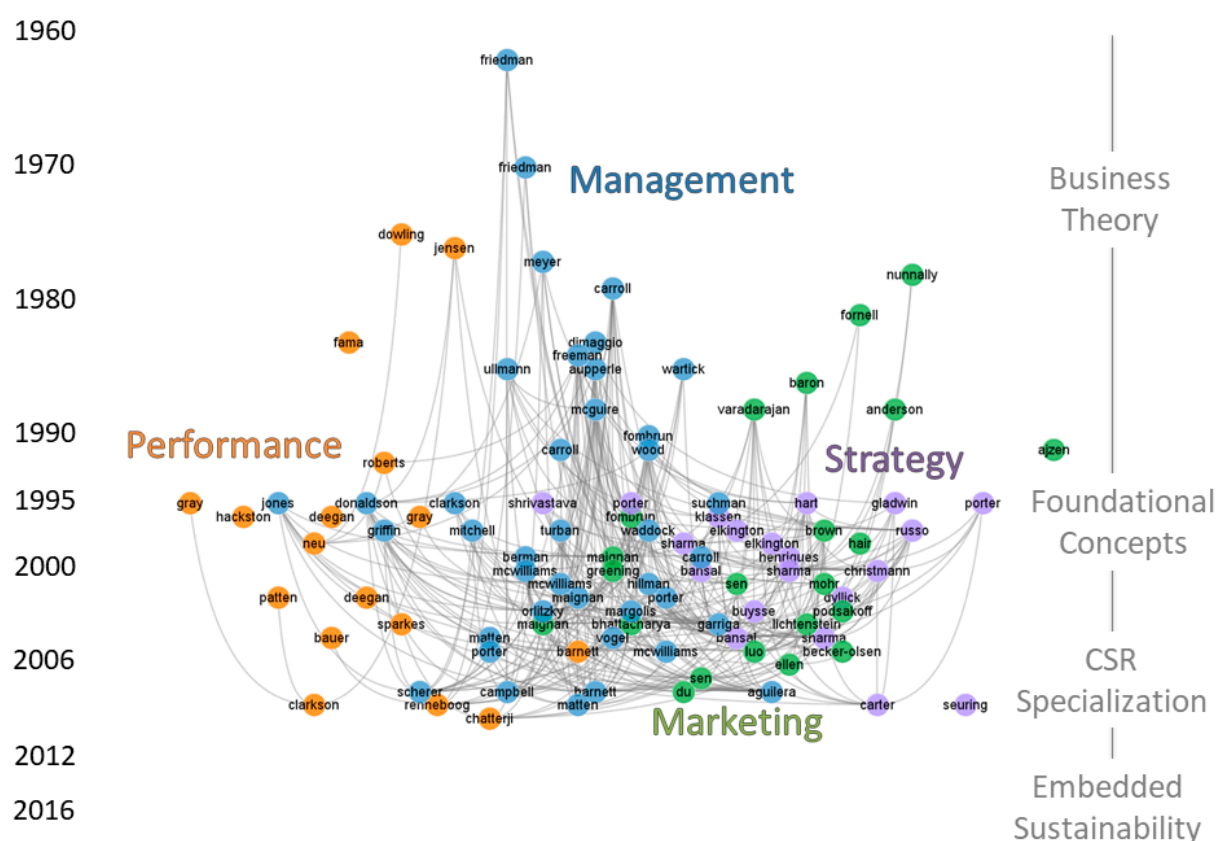 1960
friedman
1970
friedman
Management
Business
Theory
dowling
jensen
meyer
nunnally
1980
carroll
fornell
fama
dimaggio
freeman
ullmann
aupperle
wartick
baron
mcguire
varadarajan
anderson
1990
Performance
fombrun
carroll
wood
Strategy
ajzen
roberts
1995
gray
jones
donaldson
clarkson
shrivastava
porter
suchman
hart
gladwin
porter
Foundational
Concepts
hackston
deegan
gray
fombrun
klassen
griffin
mitchell
turban
waddock
elkington
brown
russo
neu
sharma
elkington
hair
2000
berman
maignan
carroll
henriques
mcwilliams
greening
bansal
sharma
christmann
mcwilliams
hillman
sen
mohr
patten
deegan
maignan
porter
dyllick
orlitzky
margolis
buysse
podsakoff
sparkes
maignan
bhattacharya
garriga
lichtenstein
bauer
matten
vogel
bansal
sharma
2006
porter
barnett
mcwilliams
luo
becker-olsen
ellen
CSR
Specialization
sen
scherer
campbell
barnett
du
aguilera
clarkson
renneboog
matten
carter
seuring
chatterji
Marketing
2012
Embedded
Sustainability
2016